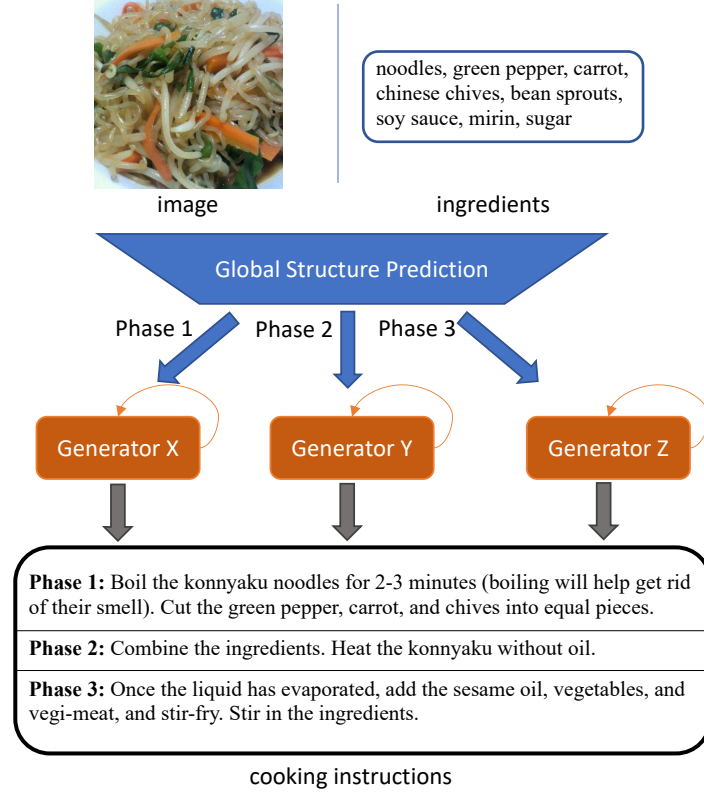 noodles, green pepper, carrot,
chinese chives, bean sprouts,
soy sauce, mirin, sugar
image
ingredients
Global Structure Prediction
Phase 1
Phase 2
Phase 3
Generator X
Generator Y
Generator Z
Phase 1: Boil the konnyaku noodles for 2-3 minutes (boiling will help get rid
of their smell). Cut the green pepper, carrot, and chives into equal pieces.
Phase 2: Combine the ingredients. Heat the konnyaku without oil.
Phase 3: Once the liquid has evaporated, add the sesame oil, vegetables, and
vegi-meat, and stir-fry. Stir in the ingredients.
cooking instructions